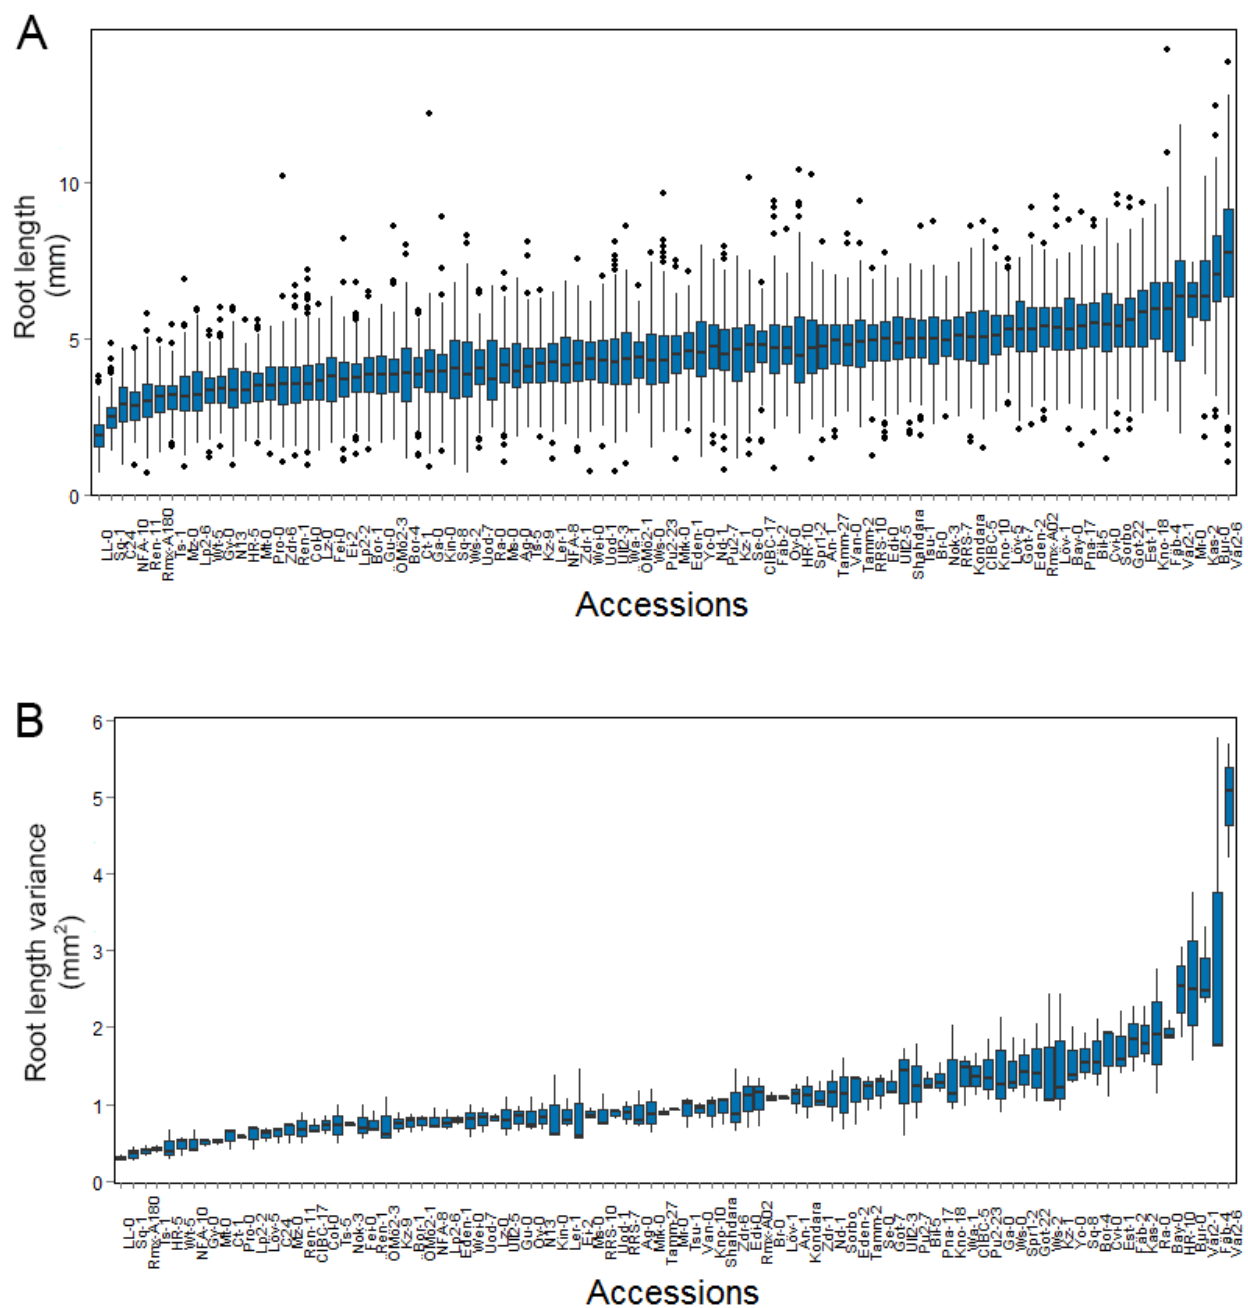 A
Root length
(mm)
10
5
0
LL-0
Sq-1
C24
NFA-10
Ren-11
Rmx-A180
Ts-1
Mz-0
Lp2-6
Wt-5
Gy-0
N13
HR-5
Mt-0
Pro-0
Zdr-6
Ren-1
Col-0
Lz-0
Fei-0
Ei-2
Lp2-2
Bor-1
Gu-0
ÖMö2-3
Bor-4
Ct-1
Ga-0
Kin-0
Sq-8
Ws-2
Uod-7
Ra-0
Ms-0
Ag-0
Ts-5
Kz-9
Ler-1
NFA-8
Zdr-1
Wei-0
Uod-1
Ull2-3
Wa-1
ÖMö2-1
Ws-0
Pu2-23
Mtk-0
Eden-1
Yo-0
Nd-1
Pu2-7
Kz-1
Se-0
CIBC-17
Fäb-2
Oy-0
HR-10
Spr1-2
An-1
Tamm-27
Van-0
Tamm-2
RRS-10
Edi-0
Ull2-5
Shahdara
Tsu-1
Br-0
Nok-3
RRS-7
Kondara
CIBC-5
Kno-10
Lov-5
Got-7
Eden-2
Rmx-A02
Löv-1
Bay-0
Pna-17
Bil-5
Cvi-0
Sorbo
Got-22
Est-1
Kno-18
Fäb-4
Var2-1
Mr-0
Kas-2
Bur-0
Var2-6
Accessions
B
Root length variance
(mm²)
6
5
4
3
2
1
0
LL-0
Sq-1
Rmx-A180
Ts-1
HR-5
Wt-5
NFA-10
Gy-0
Mt-0
Ct-1
Pro-0
Lp2-2
Lov-5
C24
Mz-0
Ren-11
CIBC-17
Col-0
Ts-5
Nok-3
Fei-0
Ren-1
ÖMö2-3
Kz-9
Bor-1
ÖMö2-1
NFA-8
Lp2-6
Eden-1
Wei-0
Uod-7
Lz-0
Ull2-5
Gu-0
Oy-0
N13
Kin-0
Ler-1
Ei-2
Ms-0
RRS-10
Uod-1
RRS-7
Ag-0
Mtk-0
Tamm-27
Mr-0
Tsu-1
Van-0
Kno-10
Shahdara
Zdr-6
Edi-0
Rmx-A02
Br-0
Löv-1
An-1
Kondara
Zdr-1
Nd-1
Sorbo
Eden-2
Tamm-2
Se-0
Got-7
Ull2-3
Pu2-7
Bil-5
Pna-17
Kno-18
Wa-1
CIBC-5
Pu2-23
Ga-0
Ws-0
Spr1-2
Got-22
Ws-2
Kz-1
Yo-0
Sq-8
Bor-4
Cvi-0
Est-1
Fäb-2
Kas-2
Ra-0
Bay-0
HR-10
Bur-0
Var2-1
Fäb-4
Var2-6
Accessions